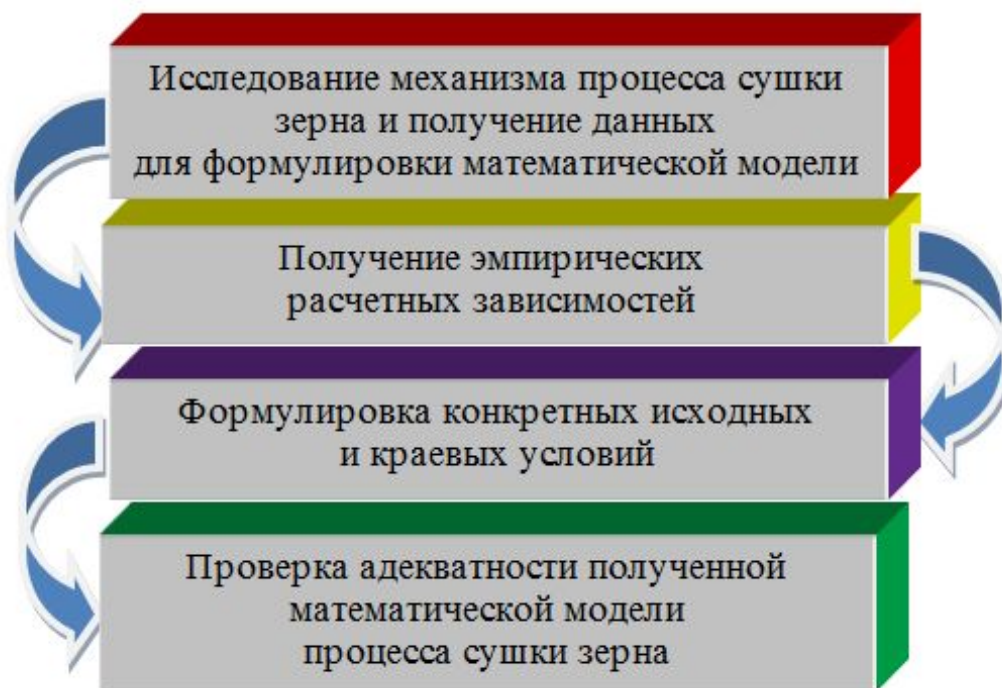 Исследование механизма процесса сушки
зерна и получение данных
для формулировки математической модели
Получение эмпирических
расчетных зависимостей
Формулировка конкретных исходных
и краевых условий
Проверка адекватности полученной
математической модели
процесса сушки зерна